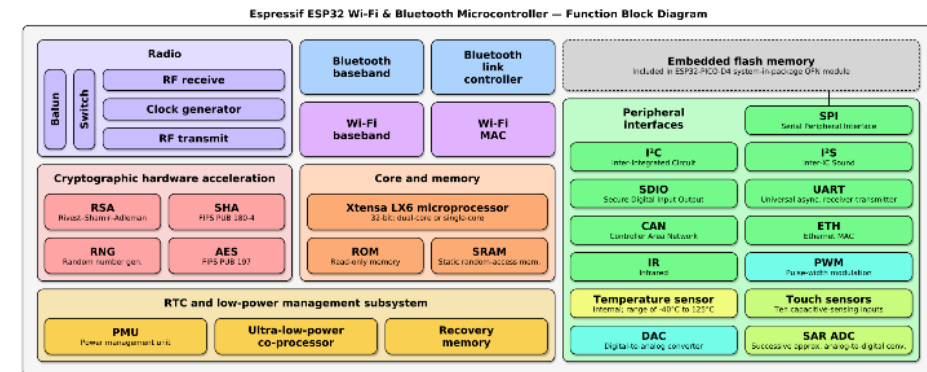 Espressif ESP32 Wi-Fi & Bluetooth Microcontroller — Function Block Diagram
Radio
Balun
Switch
RF receive
Clock generator
RF transmit
Bluetooth
baseband
Bluetooth
link
controller
Wi-Fi
baseband
Wi-Fi
MAC
Embedded flash memory
Included in ESP32-PICO-D4 system-in-package QFN module
Cryptographic hardware acceleration
RSA
Rivest-Shamir-Adleman
SHA
FIPS PUB 180-4
RNG
Random number gen.
AES
FIPS PUB 197
Core and memory
Xtensa LX6 microprocessor
32-bit: dual-core or single-core
ROM
Read-only memory
SRAM
Static random-access mem.
RTC and low-power management subsystem
PMU
Power management unit
Ultra-low-power
co-processor
Recovery
memory
Peripheral
interfaces
SPI
Serial Peripheral Interface
I²C
Inter-Integrated Circuit
I²S
Inter-IC Sound
SDIO
Secure Digital Input Output
UART
Universal async. receiver transmitter
CAN
Controller Area Network
ETH
Ethernet MAC
IR
Infrared
PWM
Pulse-width modulation
Temperature sensor
Internal; range of -40°C to 125°C
Touch sensors
Ten capacitive-sensing inputs
DAC
Digital-to-analog converter
SAR ADC
Successive approx. analog-to-digital conv.